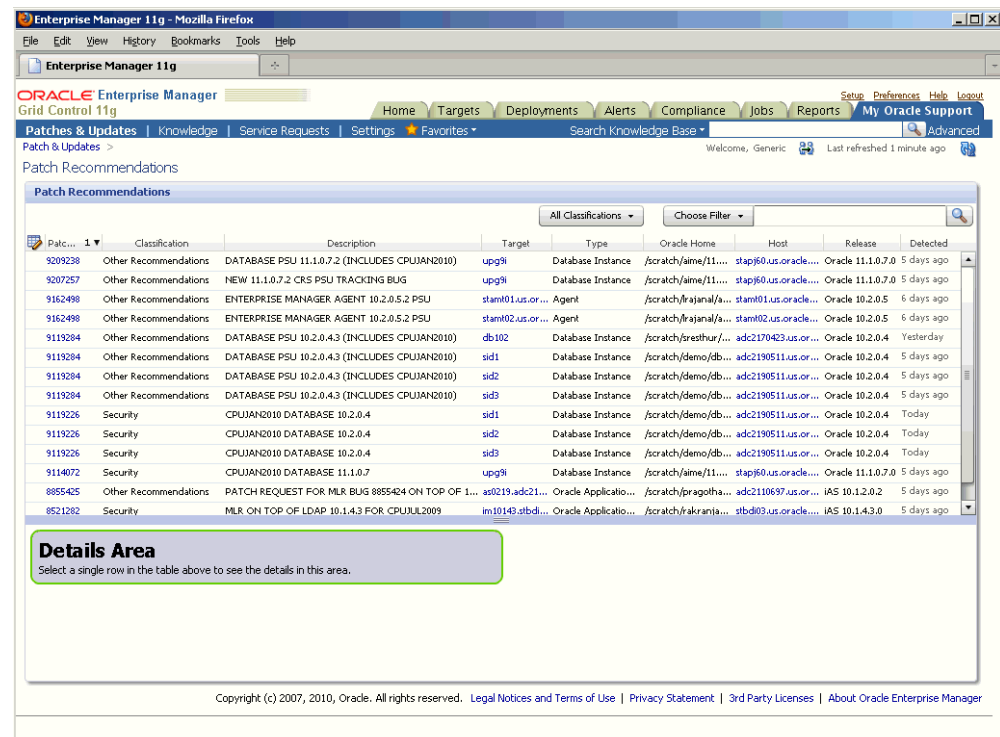 Enterprise Manager 11g - Mozilla Firefox
File Edit View History Bookmarks Tools Help
Enterprise Manager 11g
ORACLE Enterprise Manager
Grid Control 11g
Setup Preferences Help Logout
Home Targets Deployments Alerts Compliance Jobs Reports My Oracle Support
Patches & Updates | Knowledge | Service Requests | Settings Favorites Search Knowledge Base Advanced
Patch & Updates > Welcome, Generic Last refreshed 1 minute ago
Patch Recommendations
Patch Recommendations
All Classifications Choose Filter
Patc... 1 Classification Description Target Type Oracle Home Host Release Detected
9209238 Other Recommendations DATABASE PSU 11.1.0.7.2 (INCLUDES CPUJAN2010) upg9i Database Instance /scratch/aime/11.... stapj60.us.oracle.... Oracle 11.1.0.7.0 5 days ago
9207257 Other Recommendations NEW 11.1.0.7.2 CRS PSU TRACKING BUG upg9i Database Instance /scratch/aime/11.... stapj60.us.oracle.... Oracle 11.1.0.7.0 5 days ago
9162498 Other Recommendations ENTERPRISE MANAGER AGENT 10.2.0.5.2 PSU stamt01.us.or... Agent /scratch/lrajanal/a... stamt01.us.oracle... Oracle 10.2.0.5 6 days ago
9162498 Other Recommendations ENTERPRISE MANAGER AGENT 10.2.0.5.2 PSU stamt02.us.or... Agent /scratch/lrajanal/a... stamt02.us.oracle... Oracle 10.2.0.5 6 days ago
9119284 Other Recommendations DATABASE PSU 10.2.0.4.3 (INCLUDES CPUJAN2010) db102 Database Instance /scratch/sresthur/... adc2170423.us.or... Oracle 10.2.0.4 Yesterday
9119284 Other Recommendations DATABASE PSU 10.2.0.4.3 (INCLUDES CPUJAN2010) sid1 Database Instance /scratch/demo/db... adc2190511.us.or... Oracle 10.2.0.4 5 days ago
9119284 Other Recommendations DATABASE PSU 10.2.0.4.3 (INCLUDES CPUJAN2010) sid2 Database Instance /scratch/demo/db... adc2190511.us.or... Oracle 10.2.0.4 5 days ago
9119284 Other Recommendations DATABASE PSU 10.2.0.4.3 (INCLUDES CPUJAN2010) sid3 Database Instance /scratch/demo/db... adc2190511.us.or... Oracle 10.2.0.4 5 days ago
9119226 Security CPUJAN2010 DATABASE 10.2.0.4 sid1 Database Instance /scratch/demo/db... adc2190511.us.or... Oracle 10.2.0.4 Today
9119226 Security CPUJAN2010 DATABASE 10.2.0.4 sid2 Database Instance /scratch/demo/db... adc2190511.us.or... Oracle 10.2.0.4 Today
9119226 Security CPUJAN2010 DATABASE 10.2.0.4 sid3 Database Instance /scratch/demo/db... adc2190511.us.or... Oracle 10.2.0.4 Today
9114072 Security CPUJAN2010 DATABASE 11.1.0.7 upg9i Database Instance /scratch/aime/11.... stapj60.us.oracle.... Oracle 11.1.0.7.0 5 days ago
8855425 Other Recommendations PATCH REQUEST FOR MLR BUG 8855424 ON TOP OF 1... as0219.adc21... Oracle Applicatio... /scratch/pragotha... adc2110697.us.or... iAS 10.1.2.0.2 5 days ago
8521282 Security MLR ON TOP OF LDAP 10.1.4.3 FOR CPUJUL2009 im10143.stbdi... Oracle Applicatio... /scratch/rakranja... stbdi03.us.oracle.... iAS 10.1.4.3.0 5 days ago
Details Area
Select a single row in the table above to see the details in this area.
Copyright (c) 2007, 2010, Oracle. All rights reserved. Legal Notices and Terms of Use | Privacy Statement | 3rd Party Licenses | About Oracle Enterprise Manager